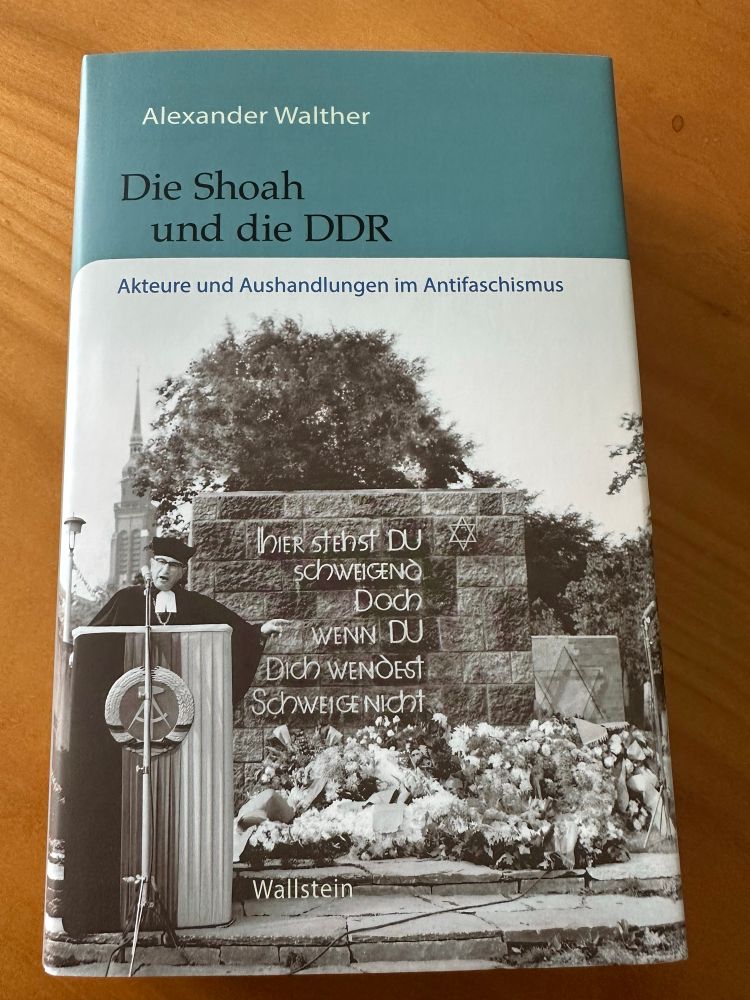 Alexander Walther
Die Shoah
und die DDR
Akteure und Aushandlungen im Antifaschismus
HIER stehst DU
schweigend
Doch
wenn DU
Dich wendest
Schweige nicht
Wallstein